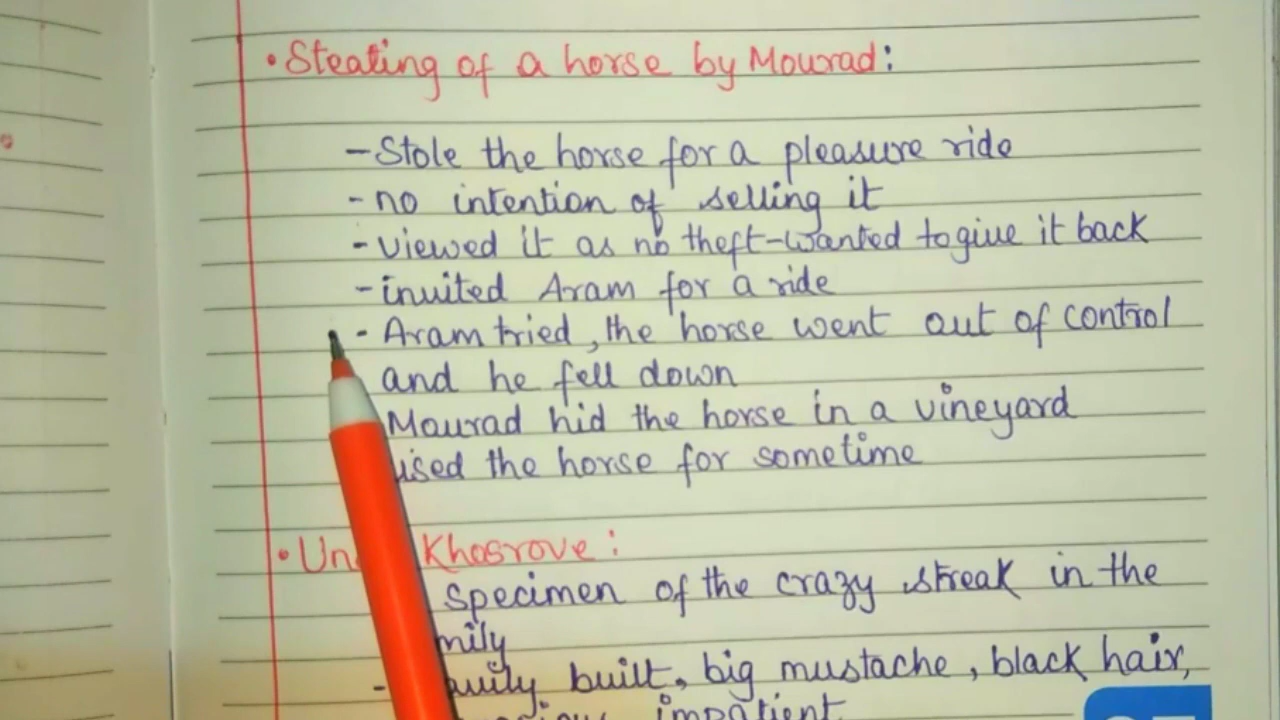 • Stealing of a horse by Mourad:
- Stole the horse for a pleasure ride
- no intention of selling it
- viewed it as no theft-wanted to give it back
- invited Aram for a ride
- Aram tried, the horse went out of control
and he fell down
Mourad hid the horse in a vineyard
used the horse for sometime
• Khosrove:
specimen of the crazy streak in the
built, big mustache, black hair,
impatient